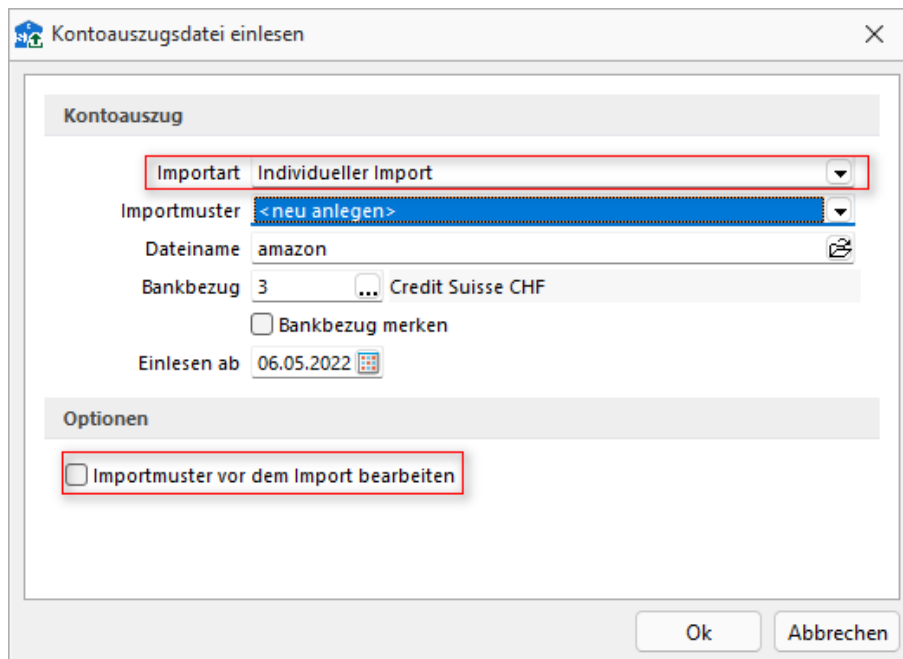 Kontoauszugsdatei einlesen
Kontoauszug
Importart Individueller Import
Importmuster <neu anlegen>
Dateiname amazon
Bankbezug 3 ... Credit Suisse CHF
Bankbezug merken
Einlesen ab 06.05.2022
Optionen
Importmuster vor dem Import bearbeiten
Ok Abbrechen